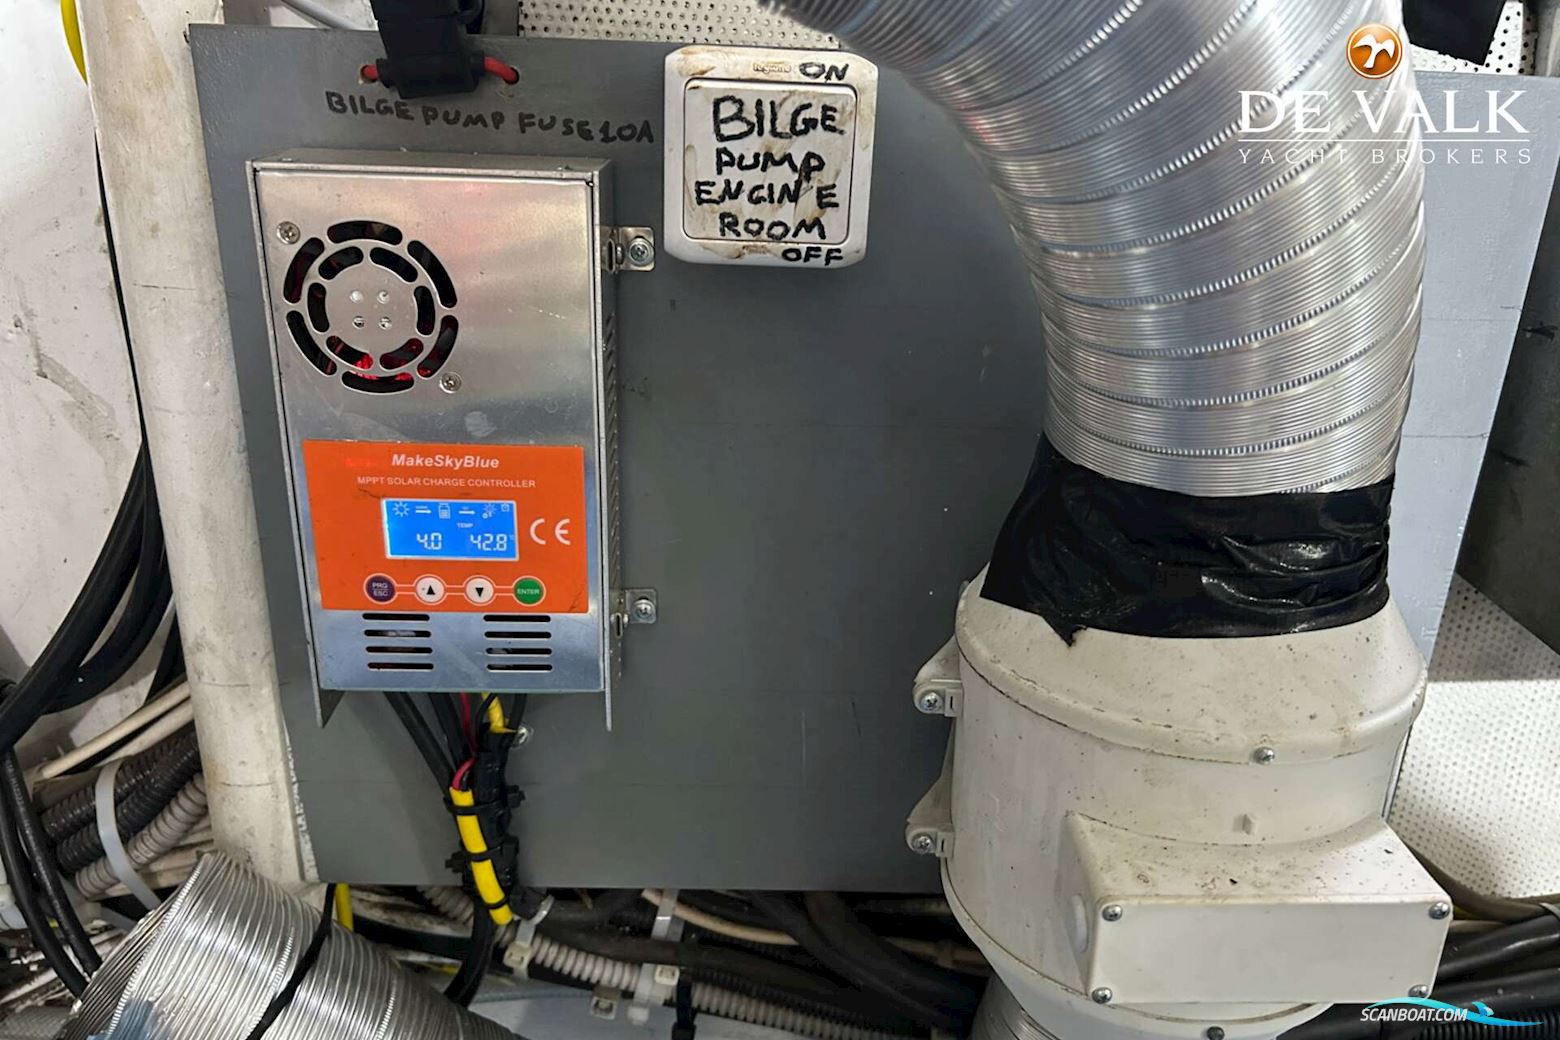 BILGE PUMP FUSE 10A
ON
BILGE
PUMP
ENGINE
ROOM
OFF
DE VALK
YACHT BROKERS
MakeSkyBlue
MPPT SOLAR CHARGE CONTROLLER
TEMP
4.0 42.8
CE
PRG
ESC
ENTER
SCANBOAT.COM